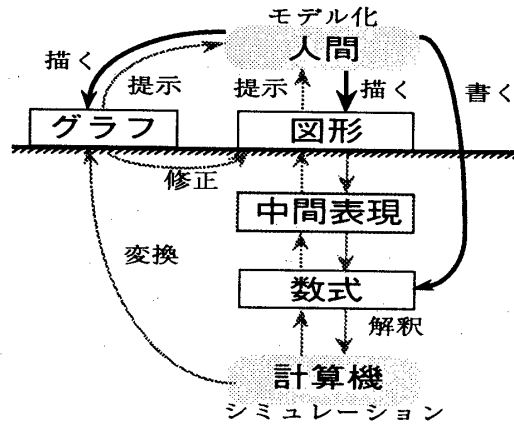 モデル化
人間
描く
提示
提示
描く
書く
グラフ
図形
修正
中間表現
変換
数式
解釈
計算機
シミュレーション